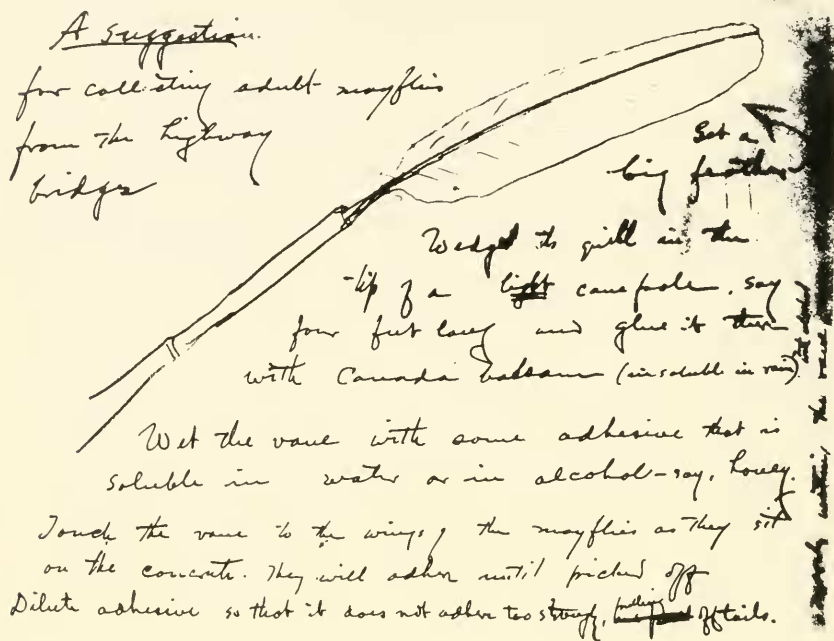 A suggestion.
for collecting adult mayflies
from the highway
bridges
Get a
big feather
Wedge its quill in the
tip of a light cane pole, say
four feet long and glue it there
with Canada balsam (insoluble in rain)
Wet the vane with some adhesive that is
soluble in water or in alcohol - say, honey.
Touch the vane to the wings of the mayflies as they sit
on the concrete. They will adhere until picked off
Dilute adhesive so that it does not adhere too strongly, pulling off tails.